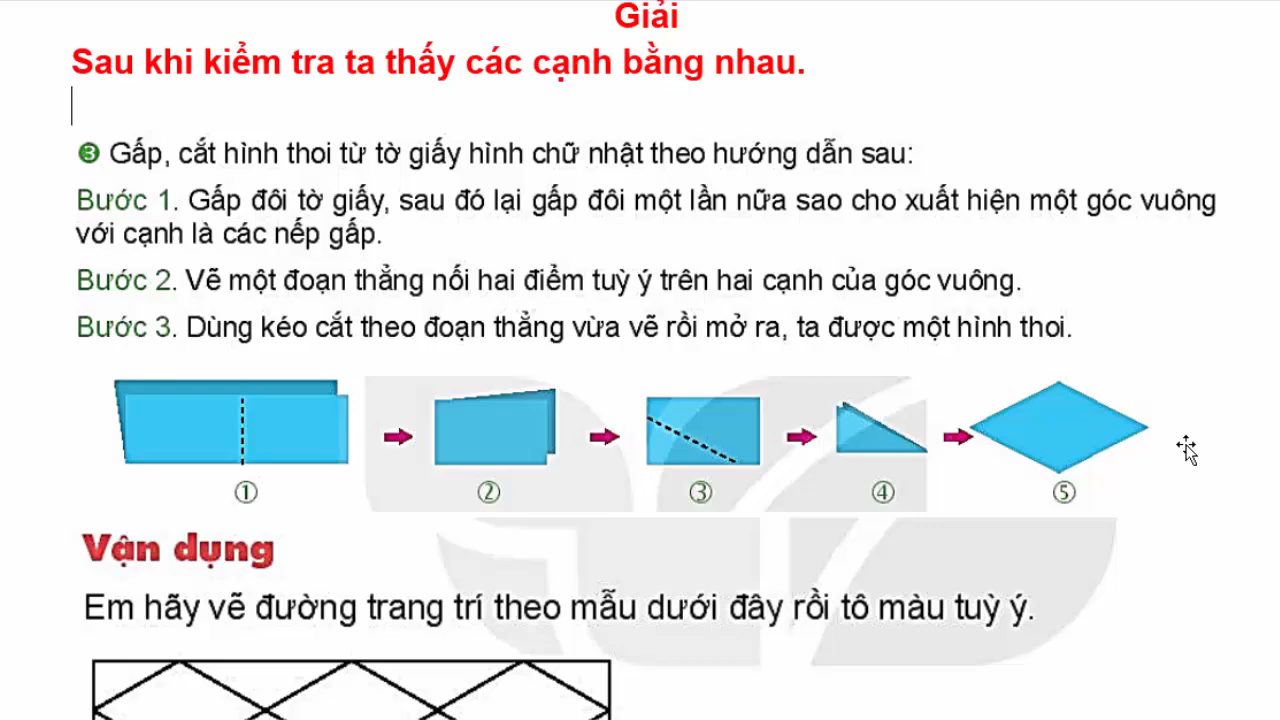 Giải
Sau khi kiểm tra ta thấy các cạnh bằng nhau.
❸ Gấp, cắt hình thoi từ tờ giấy hình chữ nhật theo hướng dẫn sau:
Bước 1. Gấp đôi tờ giấy, sau đó lại gấp đôi một lần nữa sao cho xuất hiện một góc vuông
với cạnh là các nếp gấp.
Bước 2. Vẽ một đoạn thẳng nối hai điểm tuỳ ý trên hai cạnh của góc vuông.
Bước 3. Dùng kéo cắt theo đoạn thẳng vừa vẽ rồi mở ra, ta được một hình thoi.
① ② ③ ④ ⑤
Vận dụng
Em hãy vẽ đường trang trí theo mẫu dưới đây rồi tô màu tuỳ ý.